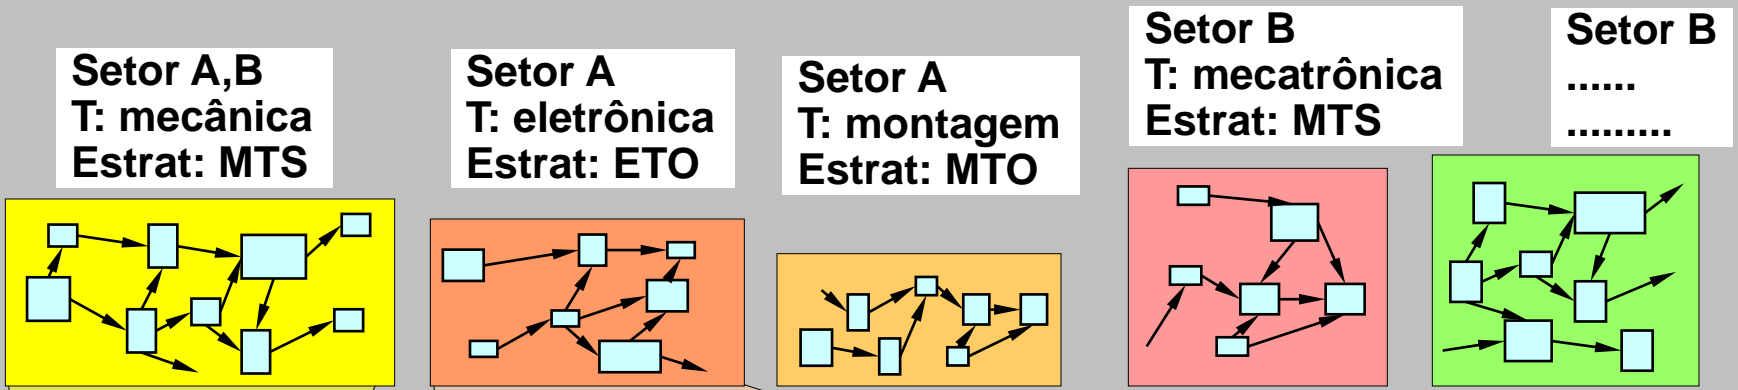 Setor A,B
T: mecânica
Estrat: MTS
Setor A
T: eletrônica
Estrat: ETO
Setor A
T: montagem
Estrat: MTO
Setor B
T: mecatrônica
Estrat: MTS
Setor B
......
.........